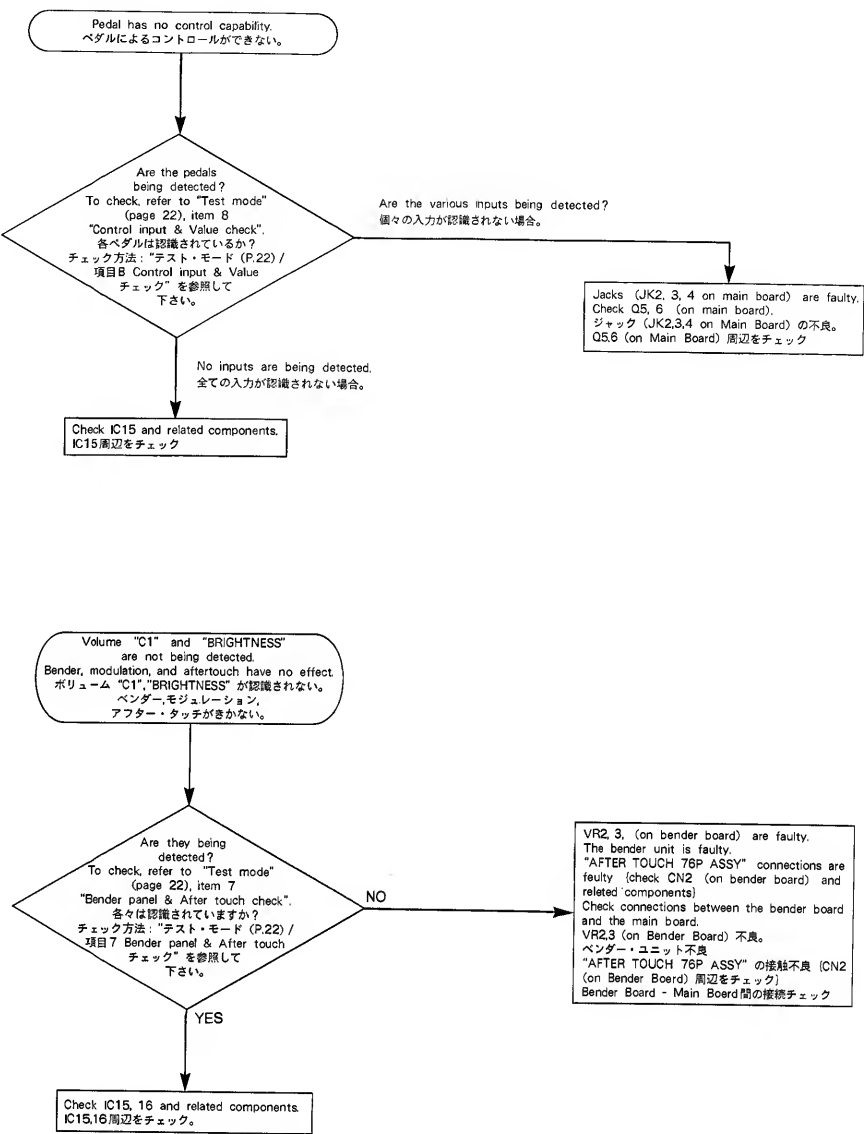 Pedal has no control capability.
ペダルによるコントロールができない。
Are the pedals
being detected?
To check, refer to "Test mode"
(page 22), item 8
"Control input & Value check".
各ペダルは認識されているか?
チェック方法:"テスト・モード (P.22) /
項目8 Control input & Value
チェック" を参照して
下さい。
Are the various inputs being detected?
個々の入力が認識されない場合。
Jacks (JK2, 3, 4 on main board) are faulty.
Check Q5, 6 (on main board).
ジャック (JK2,3,4 on Main Board) の不良。
Q5,6 (on Main Board) 周辺をチェック
No inputs are being detected.
全ての入力が認識されない場合。
Check IC15 and related components.
IC15周辺をチェック
Volume "C1" and "BRIGHTNESS"
are not being detected.
Bender, modulation, and aftertouch have no effect.
ボリューム "C1","BRIGHTNESS" が認識されない。
ベンダー,モジュレーション,
アフター・タッチがきかない。
Are they being
detected?
To check, refer to "Test mode"
(page 22), item 7
"Bender panel & After touch check".
各々は認識されていますか?
チェック方法:"テスト・モード (P.22) /
項目7 Bender panel & After touch
チェック" を参照して
下さい。
NO
VR2, 3, (on bender board) are faulty.
The bender unit is faulty.
"AFTER TOUCH 76P ASSY" connections are
faulty {check CN2 (on bender board) and
releted components}
Check connections between the bender board
and the main board.
VR2,3 (on Bender Board) 不良。
ベンダー・ユニット不良
"AFTER TOUCH 76P ASSY" の接触不良 {CN2
(on Bender Boerd) 周辺をチェック}
Bender Board - Main Boerd間の接続チェック
YES
Check IC15, 16 and related components.
IC15,16周辺をチェック。